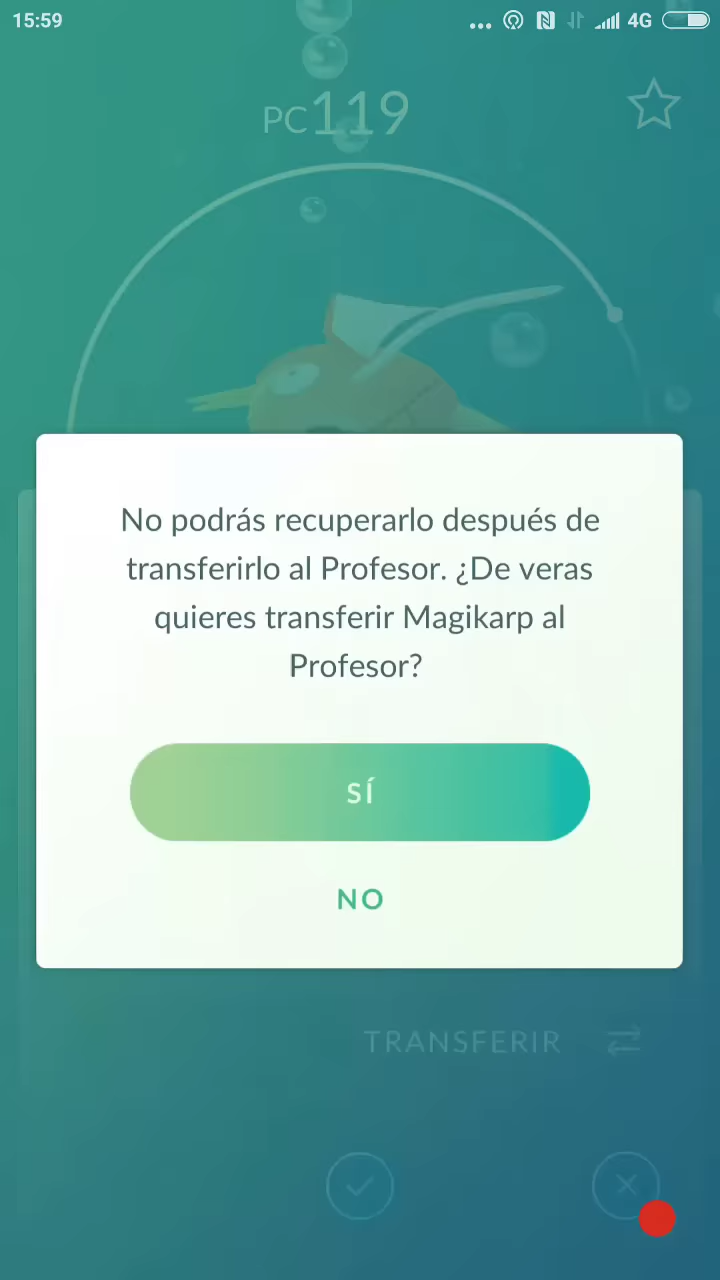 15:59
4G
PC119
No podrás recuperarlo después de
transferirlo al Profesor. ¿De veras
quieres transferir Magikarp al
Profesor?
SÍ
NO
TRANSFERIR